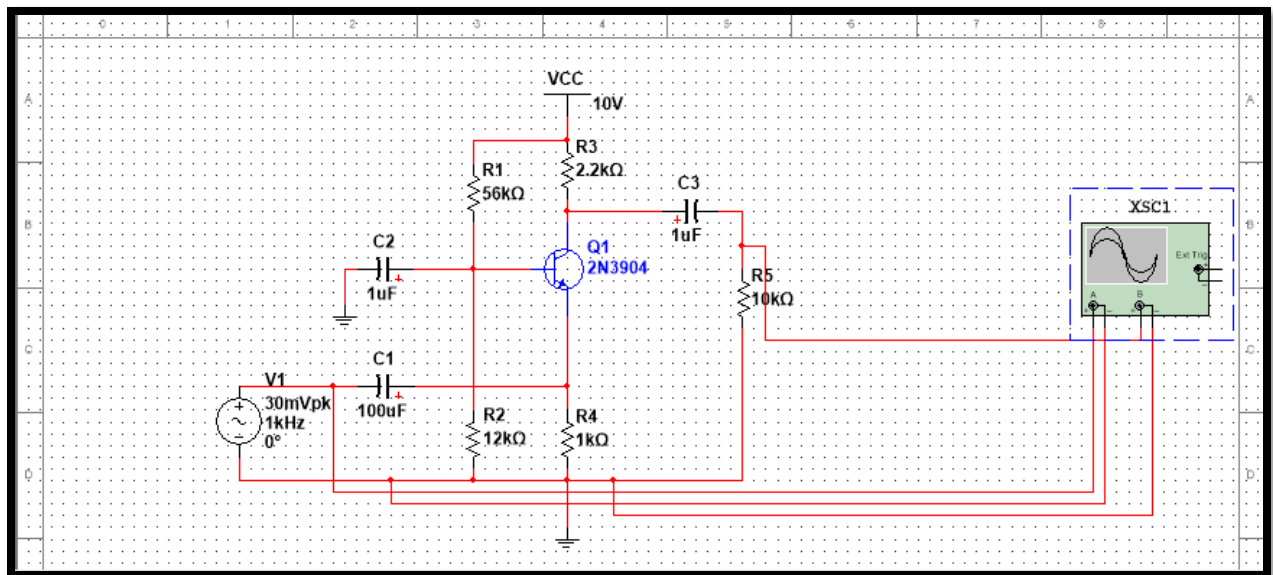 0 1 2 3 4 5 6 7 8
A
A
B
B
C
C
D
D
VCC
10V
R3
2.2kΩ
R1
56kΩ
C3
1uF
XSC1
Ext Trig
A
B
C2
1uF
Q1
2N3904
R5
10kΩ
C1
100uF
V1
30mVpk
1kHz
0°
R2
12kΩ
R4
1kΩ